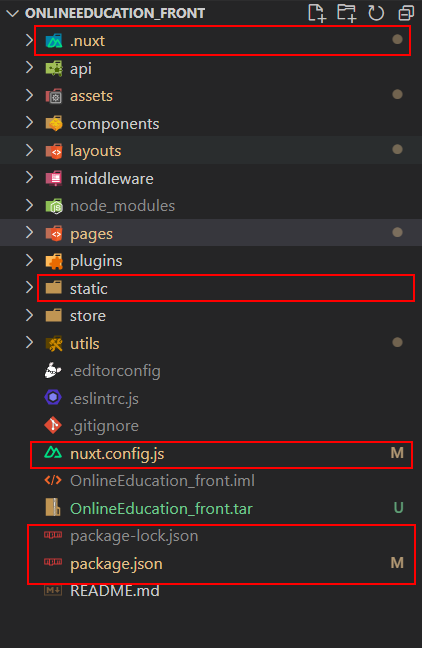 ONLINEEDUCATION_FRONT
.nuxt
api
assets
components
layouts
middleware
node_modules
pages
plugins
static
store
utils
.editorconfig
.eslintrc.js
.gitignore
nuxt.config.js M
OnlineEducation_front.iml
OnlineEducation_front.tar U
package-lock.json
package.json M
README.md